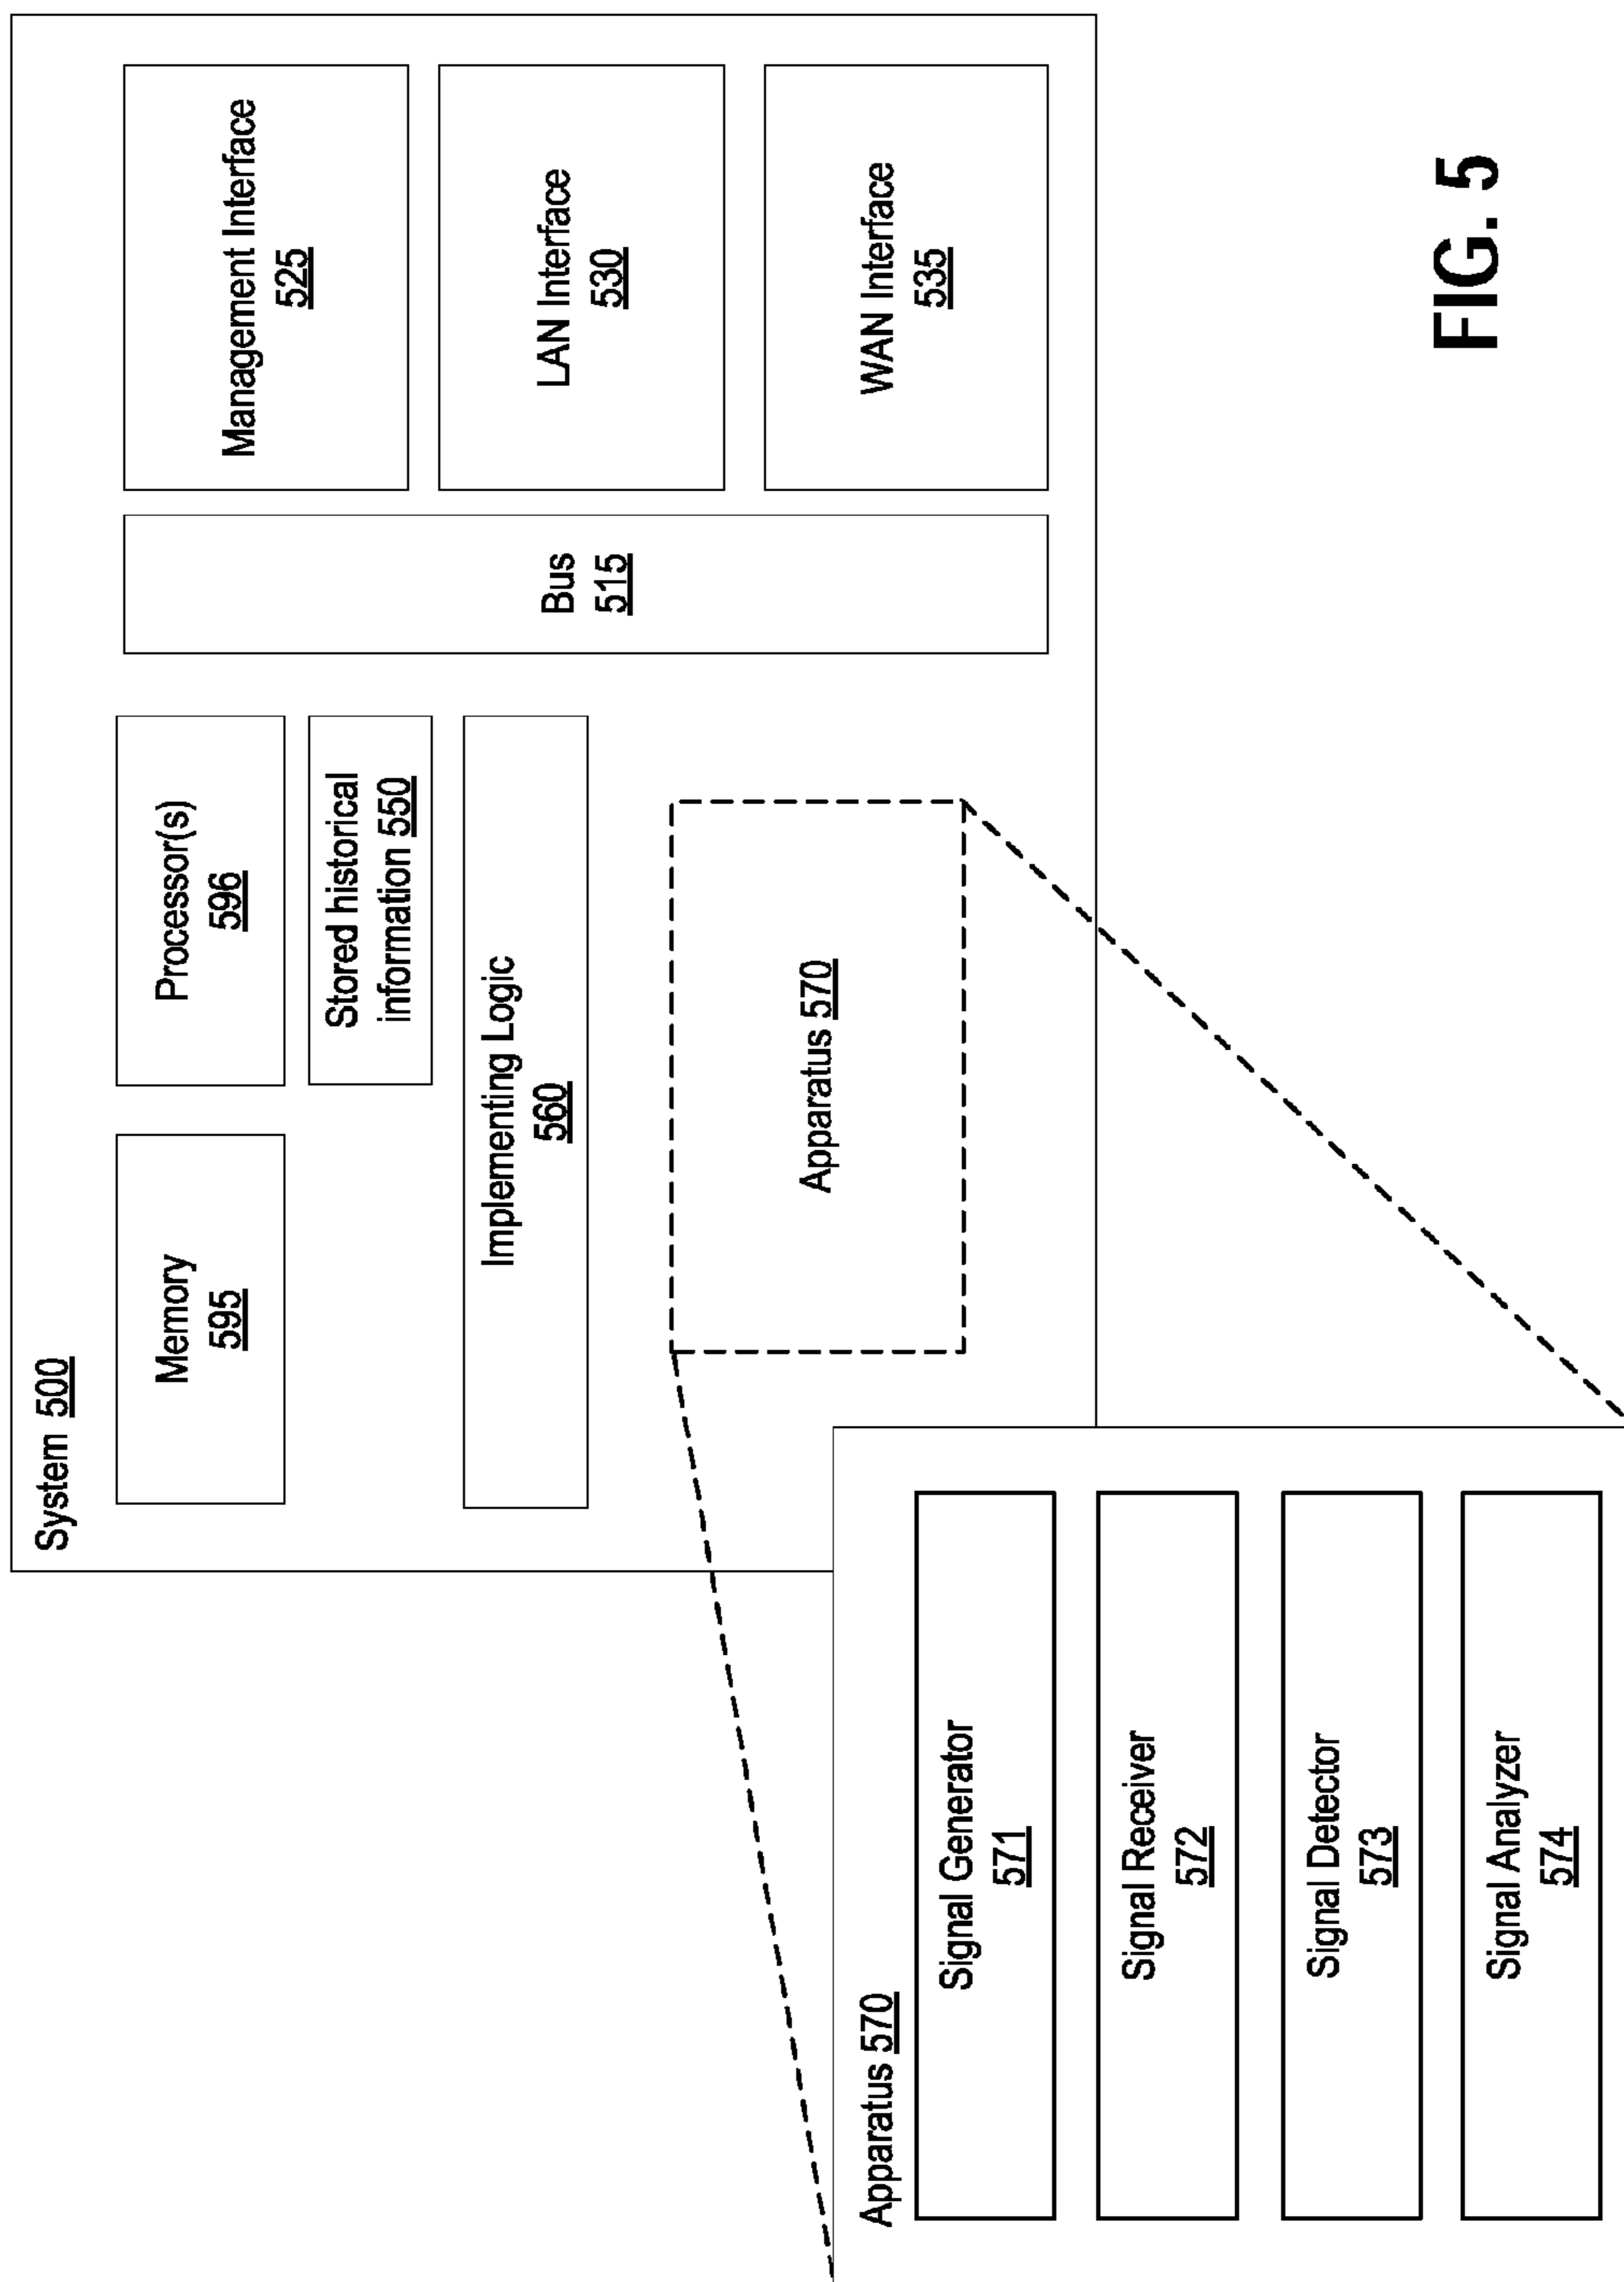 System 500
Memory
595
Processor(s)
596
Stored historical
information 550
Implementing Logic
560
Apparatus 570
Bus
515
Management Interface
525
LAN Interface
530
WAN Interface
535
Apparatus 570
Signal Generator
571
Signal Receiver
572
Signal Detector
573
Signal Analyzer
574
FIG. 5